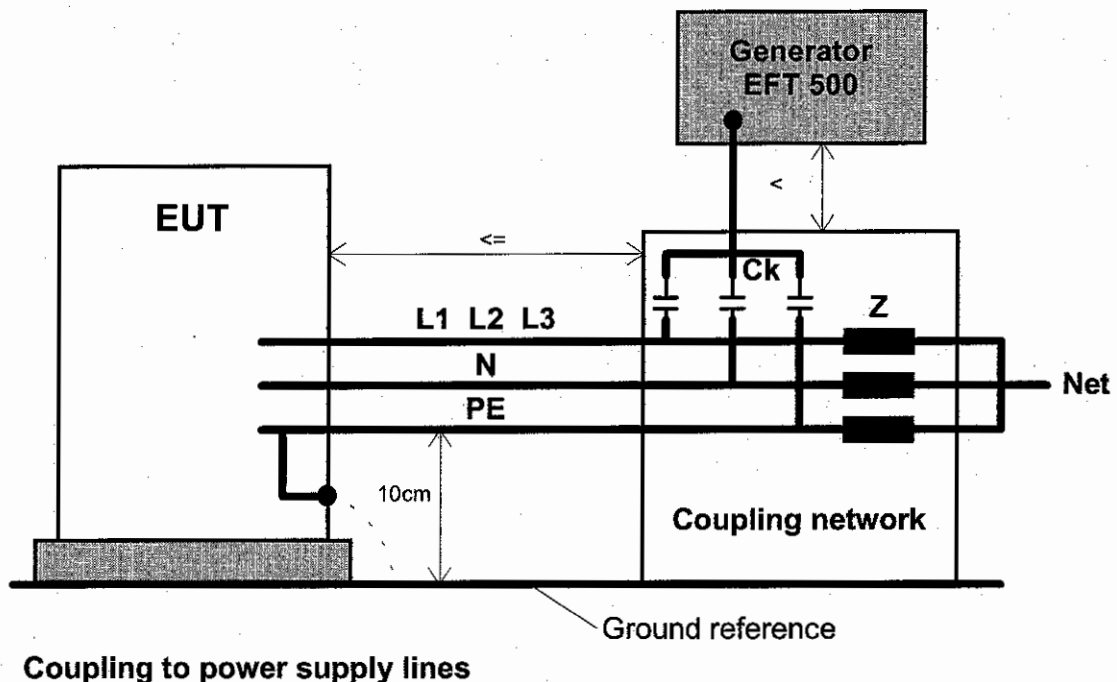 Generator
EFT 500
<
EUT
<=
Ck
L1 L2 L3
Z
N
Net
PE
10cm
Coupling network
Ground reference
Coupling to power supply lines